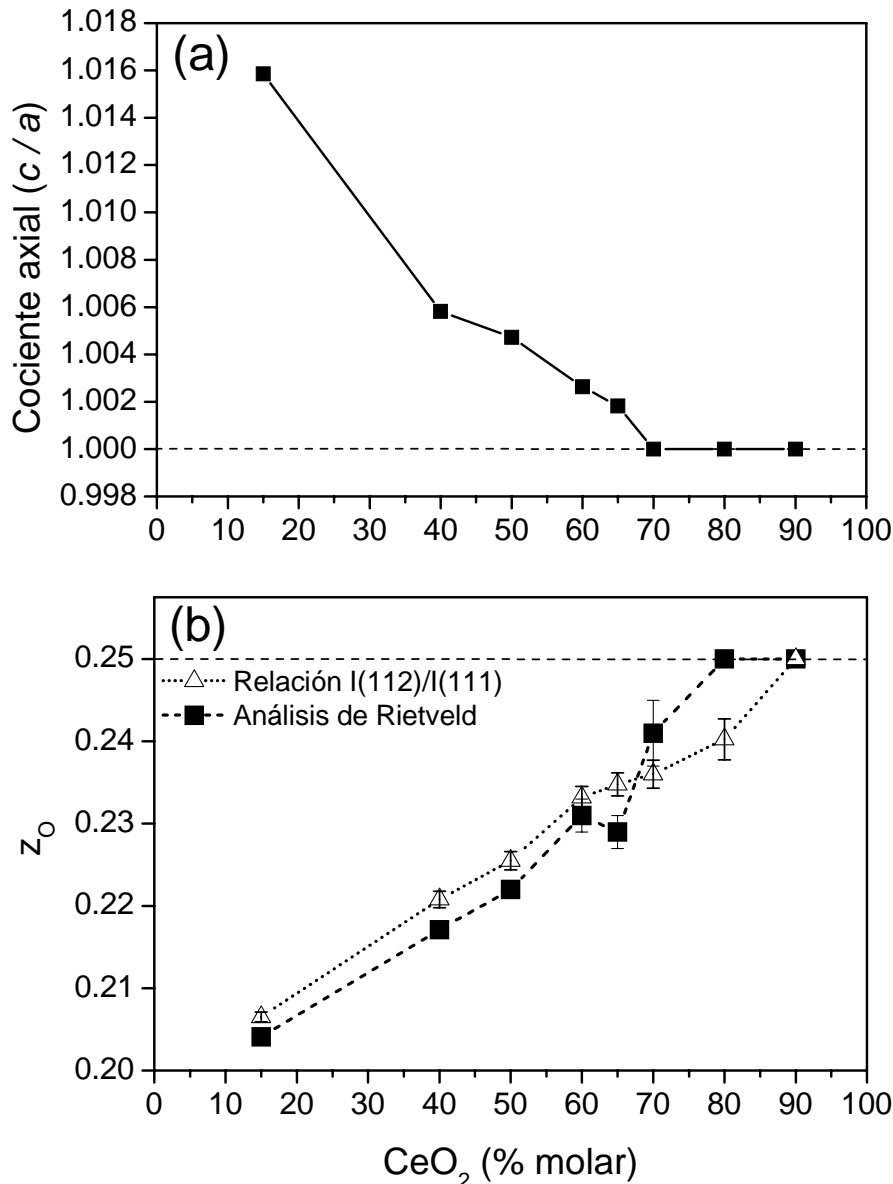 (a)
Cociente axial (c / a)
1.018
1.016
1.014
1.012
1.010
1.008
1.006
1.004
1.002
1.000
0.998
0 10 20 30 40 50 60 70 80 90 100
(b)
Relación I(112)/I(111)
Análisis de Rietveld
z_O
0.25
0.24
0.23
0.22
0.21
0.20
0 10 20 30 40 50 60 70 80 90 100
CeO₂ (% molar)